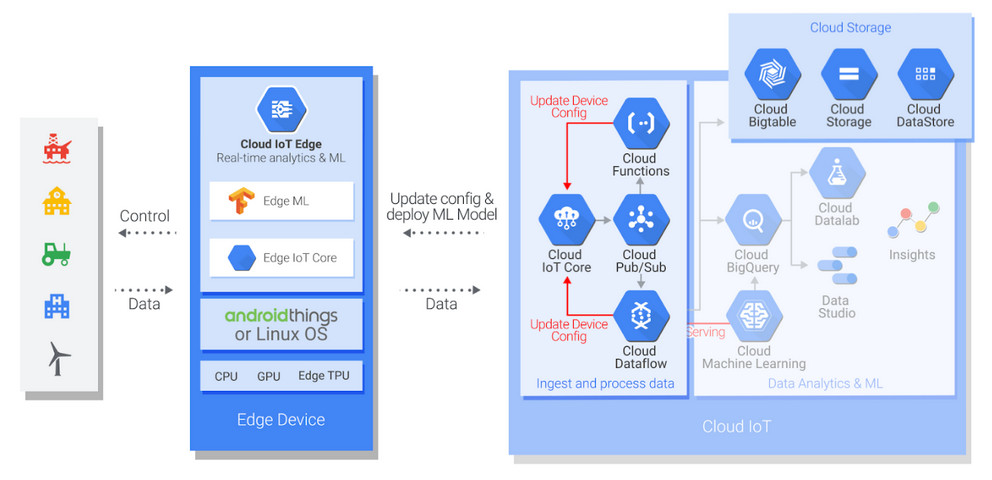 Control
Data
Cloud IoT Edge
Real-time analytics & ML
Edge ML
Edge IoT Core
androidthings
or Linux OS
CPU
GPU
Edge TPU
Edge Device
Update config &
deploy ML Model
Data
Update Device
Config
Cloud
Functions
Cloud
IoT Core
Cloud
Pub/Sub
Update Device
Config
Cloud
Dataflow
Ingest and process data
Cloud Storage
Cloud
Bigtable
Cloud
Storage
Cloud
DataStore
Cloud
Datalab
Cloud
BigQuery
Insights
Data
Studio
Serving
Cloud
Machine Learning
Data Analytics & ML
Cloud IoT